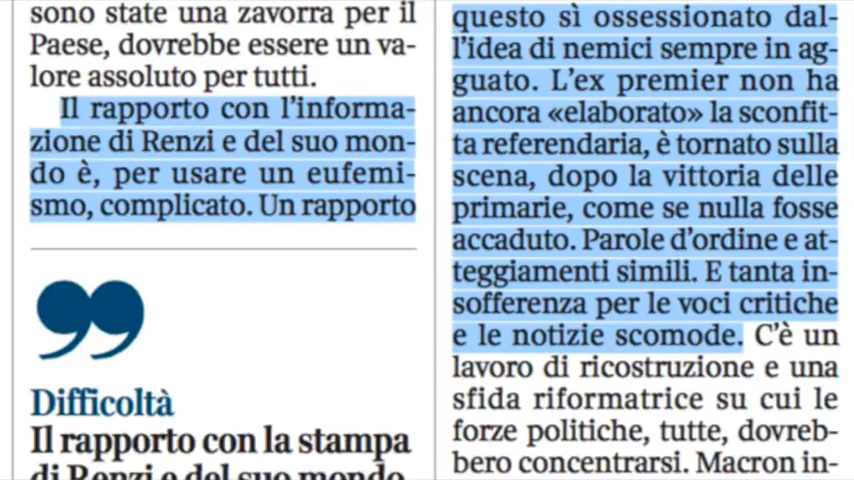 sono state una zavorra per il
Paese, dovrebbe essere un va-
lore assoluto per tutti.
Il rapporto con l'informa-
zione di Renzi e del suo mon-
do è, per usare un eufemi-
smo, complicato. Un rapporto
Difficoltà
Il rapporto con la stampa
di Renzi e del suo mondo
questo sì ossessionato dal-
l'idea di nemici sempre in ag-
guato. L'ex premier non ha
ancora «elaborato» la sconfit-
ta referendaria, è tornato sulla
scena, dopo la vittoria delle
primarie, come se nulla fosse
accaduto. Parole d'ordine e at-
teggiamenti simili. E tanta in-
sofferenza per le voci critiche
e le notizie scomode. C'è un
lavoro di ricostruzione e una
sfida riformatrice su cui le
forze politiche, tutte, dovreb-
bero concentrarsi. Macron in-